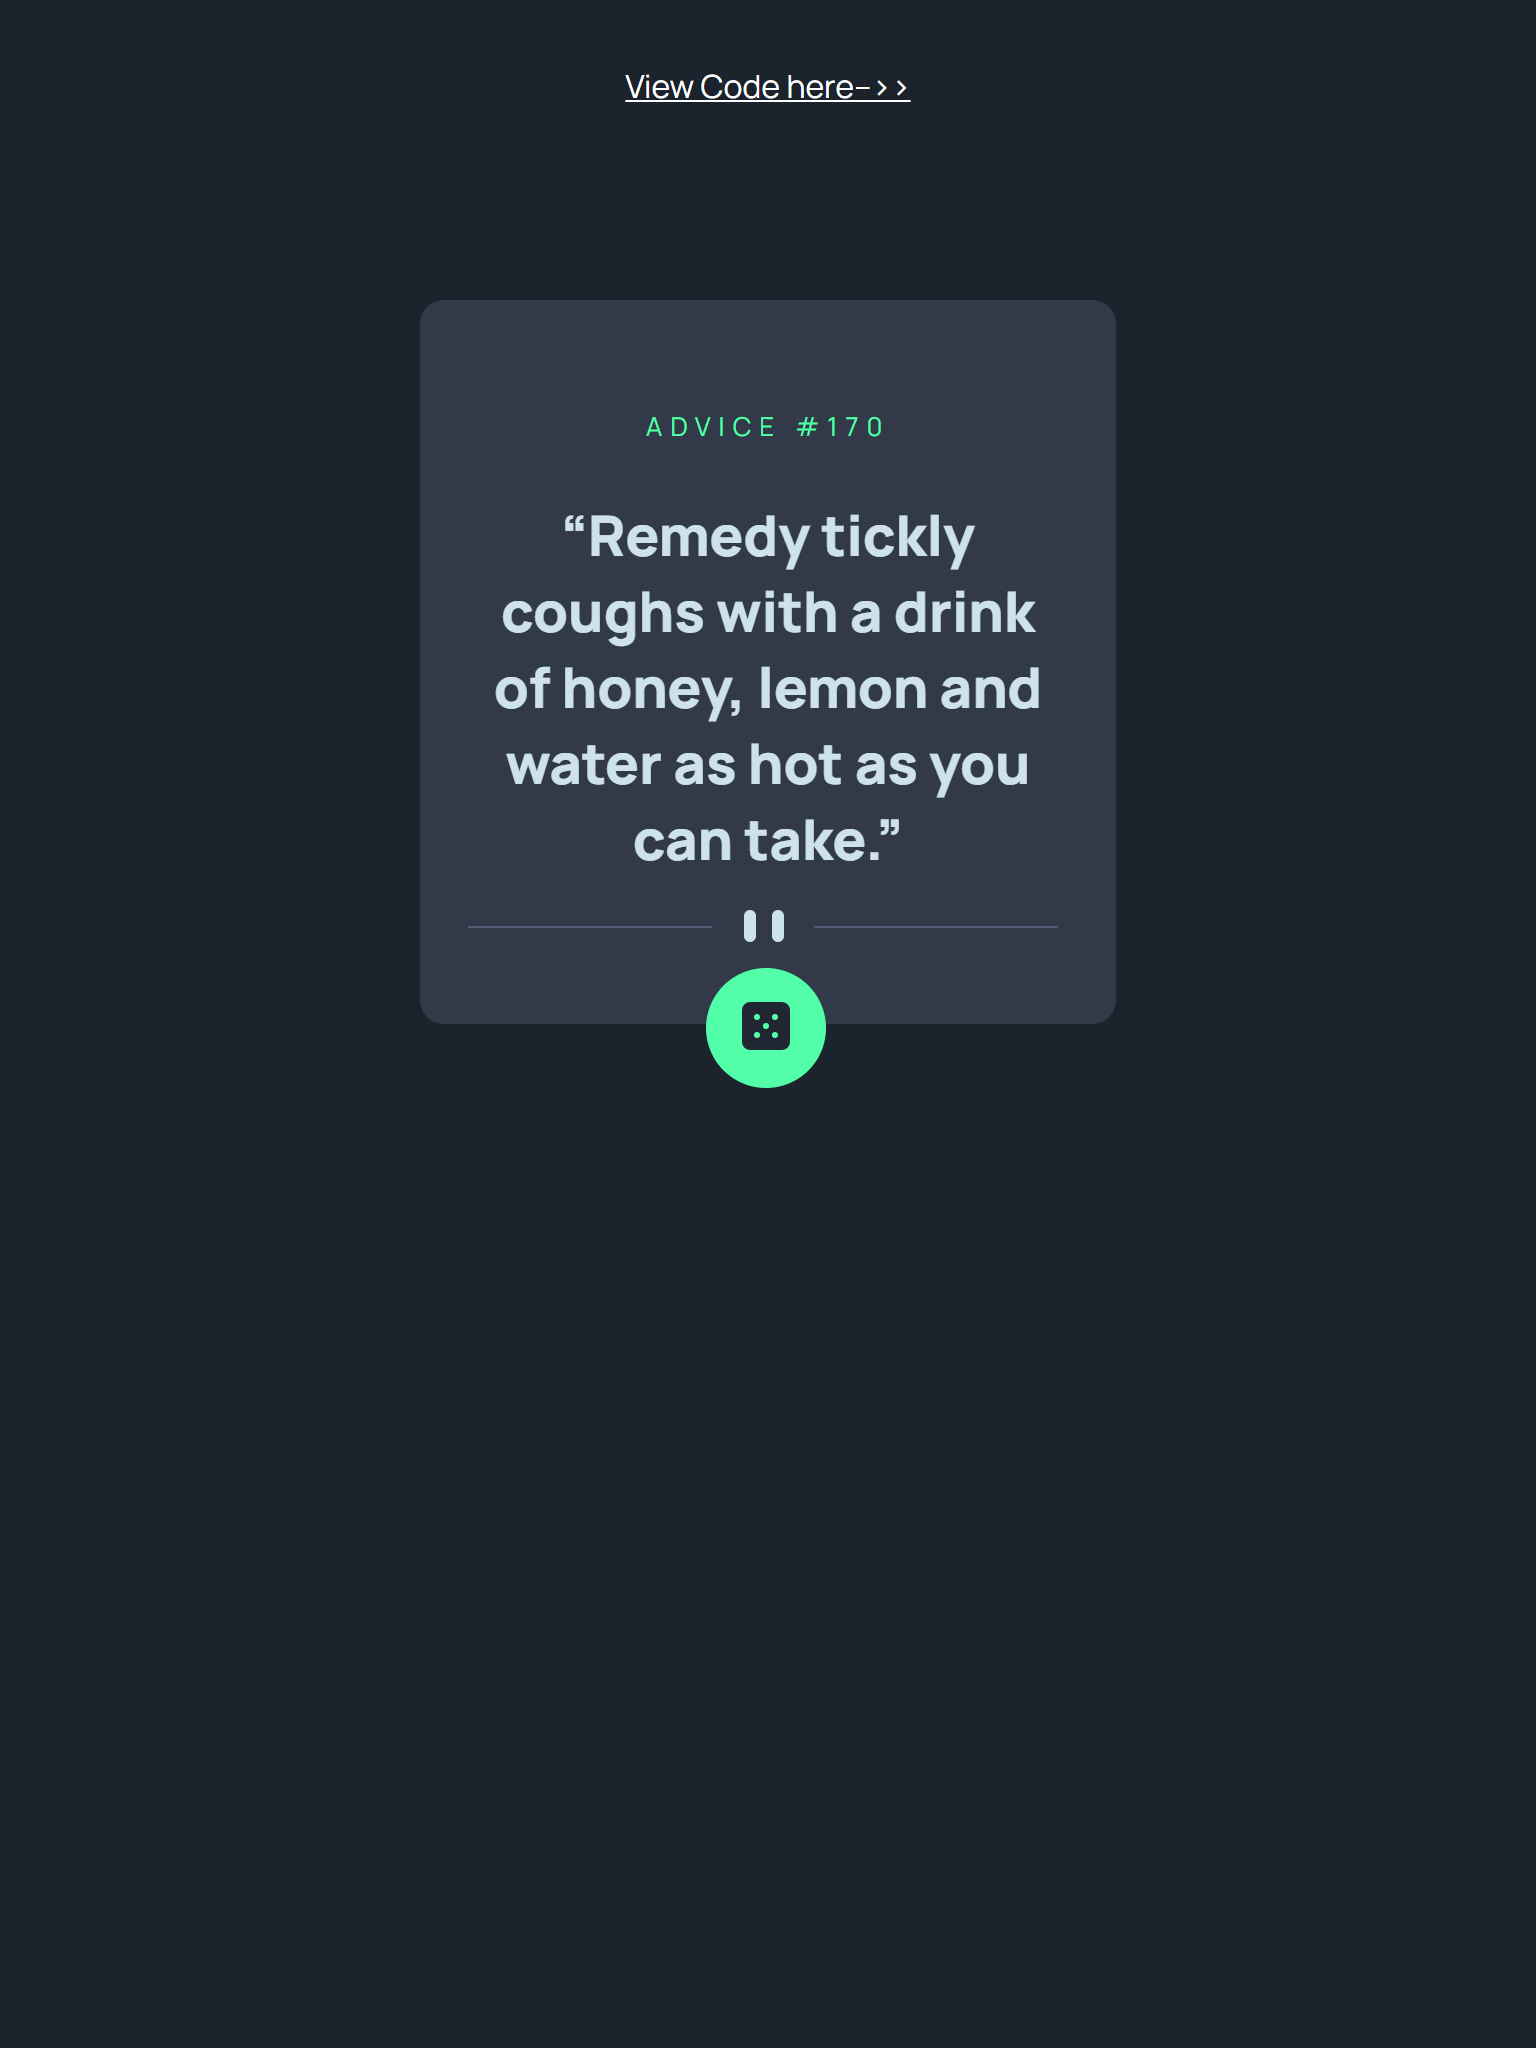 View Code here-->>
ADVICE #170
“Remedy tickly
coughs with a drink
of honey, lemon and
water as hot as you
can take.”